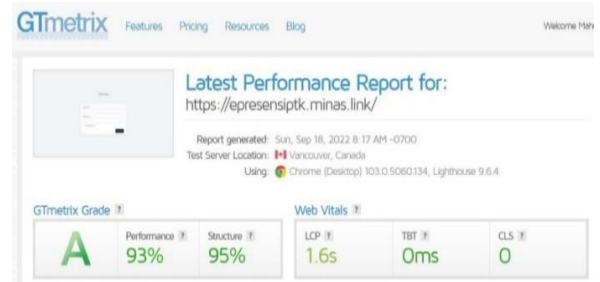 GTmetrix Features Pricing Resources Blog Welcome Mahe
Latest Performance Report for:
https://epresensiptk.minas.link/
Report generated: Sun, Sep 18, 2022 8:17 AM -0700
Test Server Location: Vancouver, Canada
Using: Chrome (Desktop) 103.0.5060.134, Lighthouse 9.6.4
GTmetrix Grade ? Web Vitals ?
Performance ? Structure ? LCP ? TBT ? CLS ?
A 93% 95% 1.6s 0ms 0